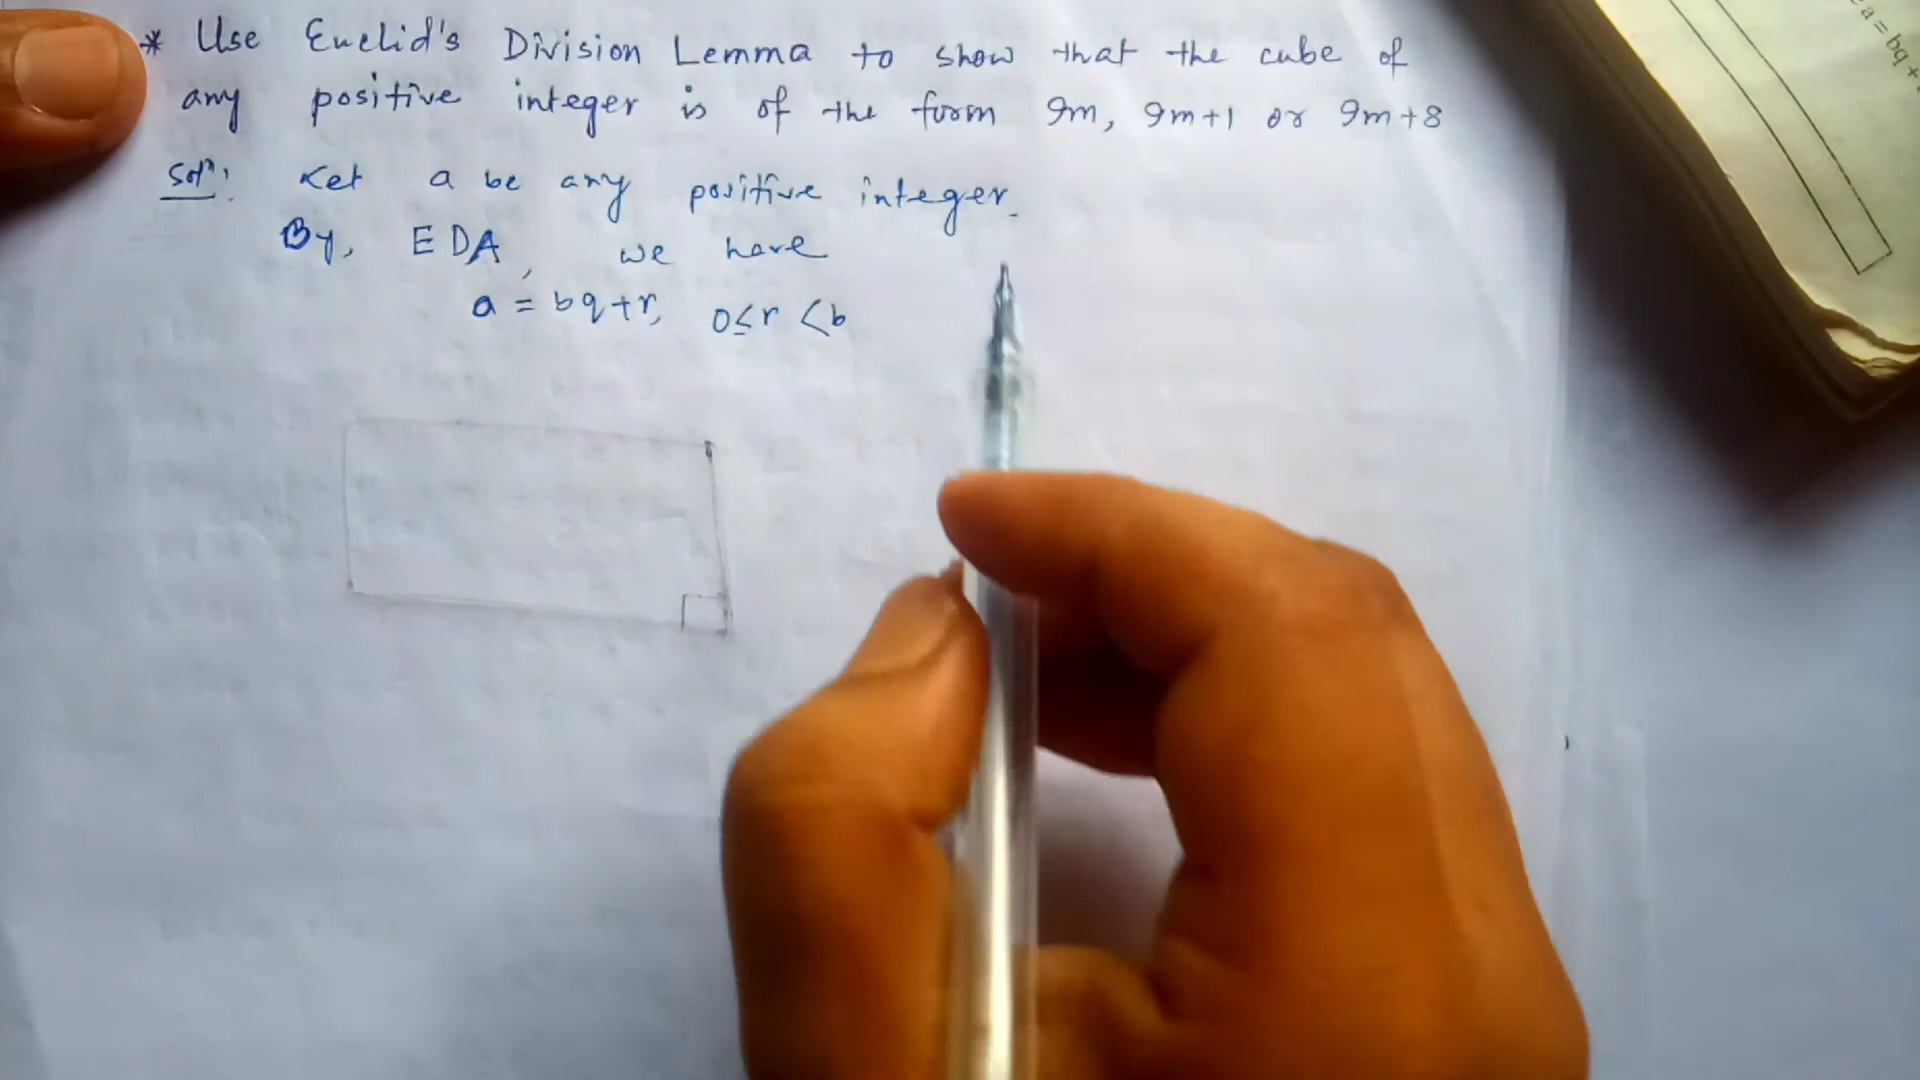 * Use Euclid's Division Lemma to show that the cube of
any positive integer is of the form 9m, 9m+1 or 9m+8
Solⁿ: Let a be any positive integer.
By, EDA, we have
a = bq+r, 0≤r <b
a = bq +